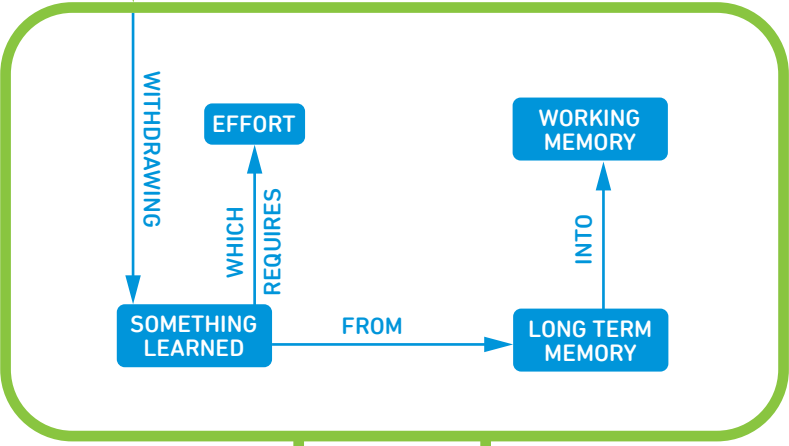 WITHDRAWING
EFFORT
WHICH
REQUIRES
WORKING
MEMORY
INTO
SOMETHING
LEARNED
FROM
LONG TERM
MEMORY